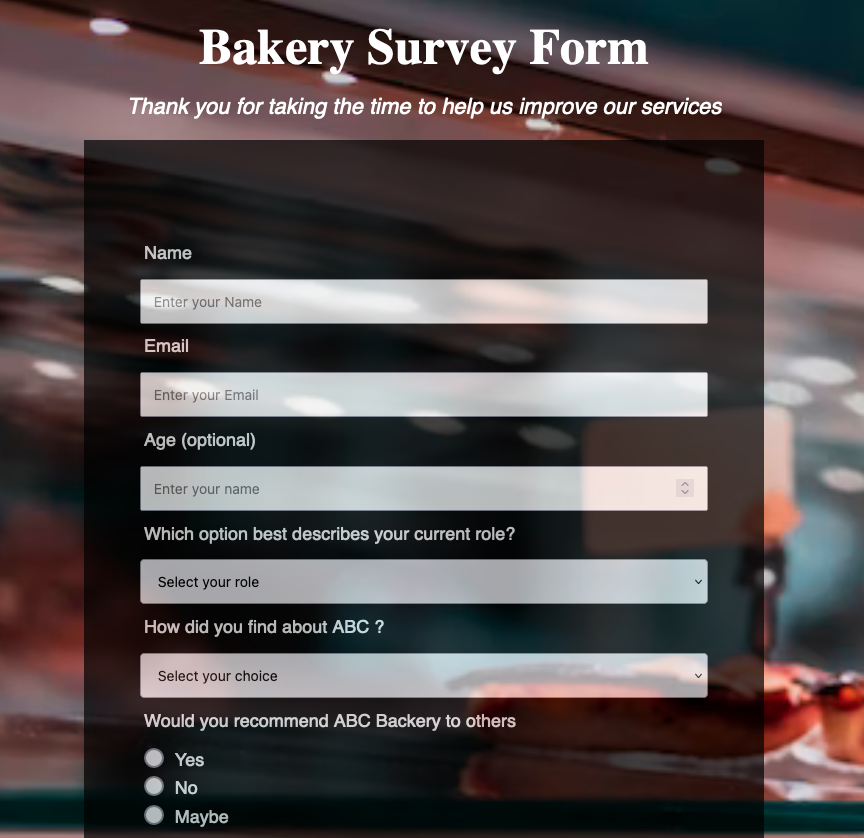 Bakery Survey Form
Thank you for taking the time to help us improve our services
Name
Enter your Name
Email
Enter your Email
Age (optional)
Enter your name
Which option best describes your current role?
Select your role
How did you find about ABC ?
Select your choice
Would you recommend ABC Backery to others
Yes
No
Maybe